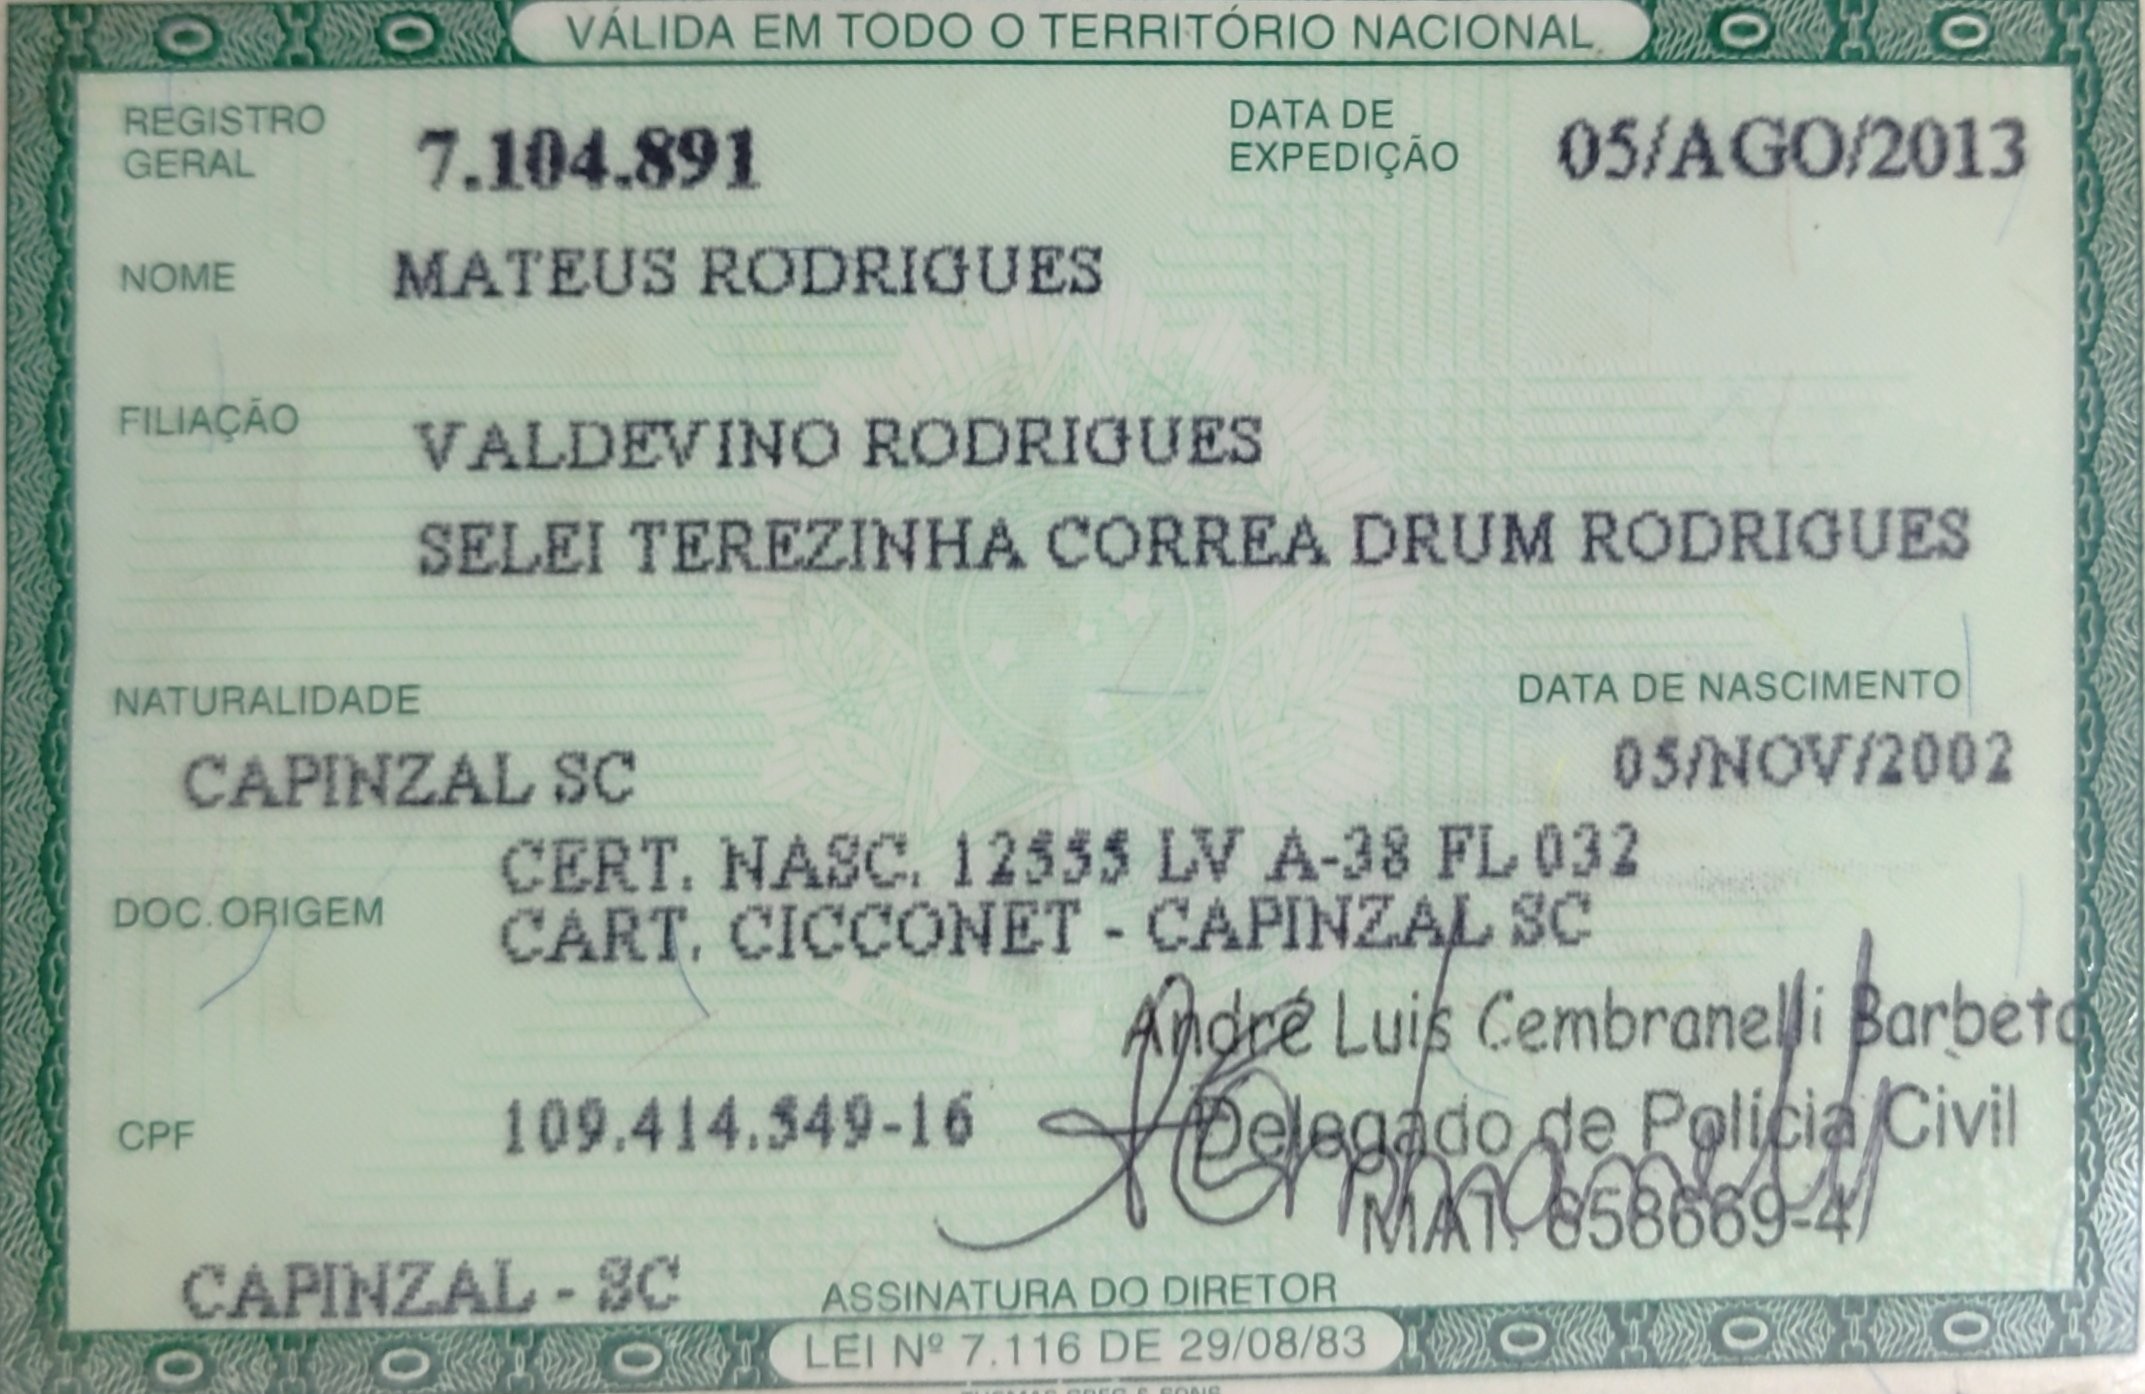 VÁLIDA EM TODO O TERRITÓRIO NACIONAL
REGISTRO GERAL 7.104.891 DATA DE EXPEDIÇÃO 05/AGO/2013
NOME MATEUS RODRIGUES
FILIAÇÃO VALDEVINO RODRIGUES
SELEI TEREZINHA CORREA DRUM RODRIGUES
NATURALIDADE DATA DE NASCIMENTO
CAPINZAL SC 05/NOV/2002
CERT. NASC. 12555 LV A-38 FL 032
DOC. ORIGEM CART. CICCONET - CAPINZAL SC
André Luis Cembranelli Barbeto
CPF 109.414.549-16 Delegado de Polícia Civil
MAT. 658669-4
CAPINZAL - SC ASSINATURA DO DIRETOR
LEI Nº 7.116 DE 29/08/83